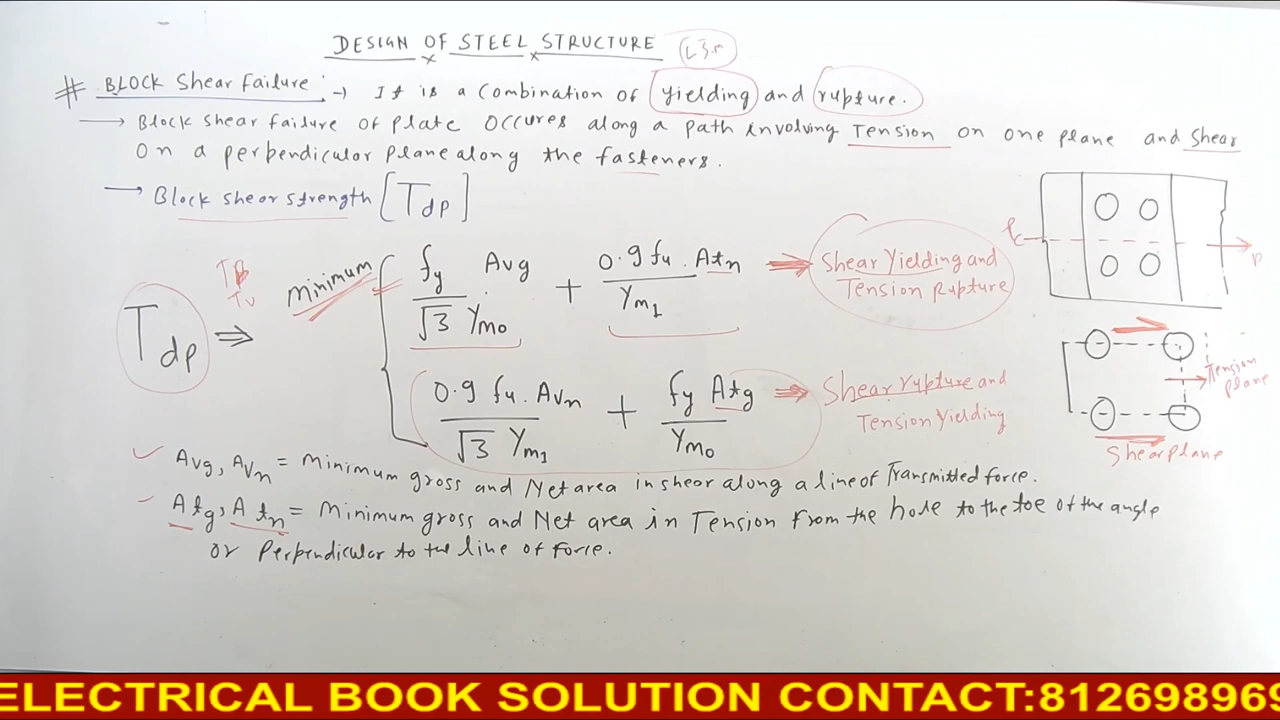 DESIGN OF STEEL STRUCTURE
# BLOCK Shear Failure :-> It is a combination of yielding and rupture.
-> Block shear failure of plate occures along a path involving Tension on one plane and Shear
on a perpendicular plane along the fasteners.
-> Block shear strength [Tdp]
Tdp => minimum { fy Avg / √3 Ym0 + 0.9 fu. Atn / Ym1 => Shear Yielding and Tension Rupture
0.9 fu. Avn / √3 Ym1 + fy Atg / Ym0 => Shear rupture and Tension Yielding
P
Tension
plane
Shear plane
Avg, Avn = minimum gross and Net area in shear along a line of Transmitted force.
Atg, Atn = Minimum gross and Net area in Tension from the hole to the toe of the angle
or perpendicular to the line of force.
ELECTRICAL BOOK SOLUTION CONTACT:812698969